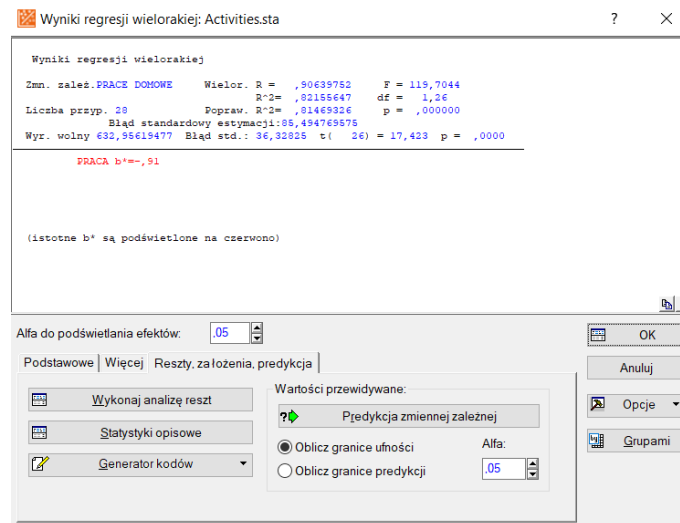 Wyniki regresji wielorakiej: Activities.sta ? ×
Wyniki regresji wielorakiej
Zmn. zależ.PRACE DOMOWE Wielor. R = ,90639752 F = 119,7044
R^2= ,82155647 df = 1,26
Liczba przyp. 28 Popraw. R^2= ,81469326 p = ,000000
Błąd standardowy estymacji:85,494769575
Wyr. wolny 632,95619477 Błąd std.: 36,32825 t( 26) = 17,423 p = ,0000
PRACA b*=-,91
(istotne b* są podświetlone na czerwono)
Alfa do podświetlania efektów: ,05
OK
Podstawowe Więcej Reszty, założenia, predykcja
Anuluj
Wykonaj analizę reszt
Statystyki opisowe
Generator kodów
Wartości przewidywane:
Predykcja zmiennej zależnej
Oblicz granice ufności
Oblicz granice predykcji
Alfa:
,05
Opcje
Grupami